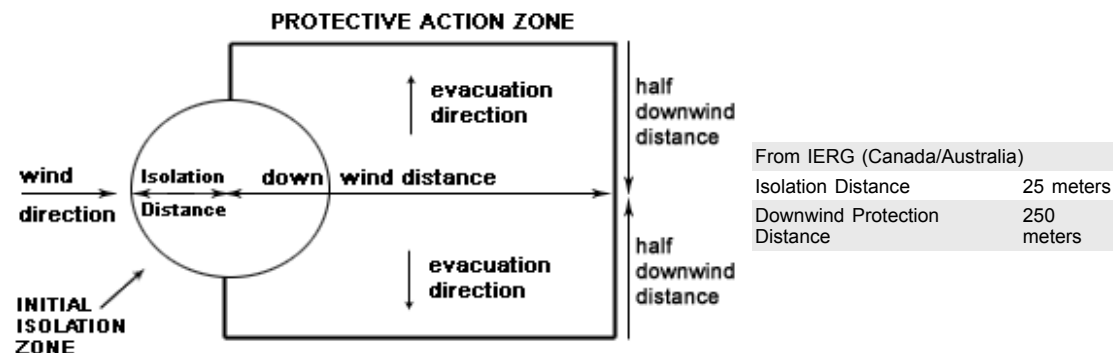 PROTECTIVE ACTION ZONE
evacuation
direction
half
downwind
distance
wind
direction
Isolation
Distance
down wind distance
evacuation
direction
half
downwind
distance
INITIAL
ISOLATION
ZONE
From IERG (Canada/Australia)
Isolation Distance 25 meters
Downwind Protection 250
Distance meters